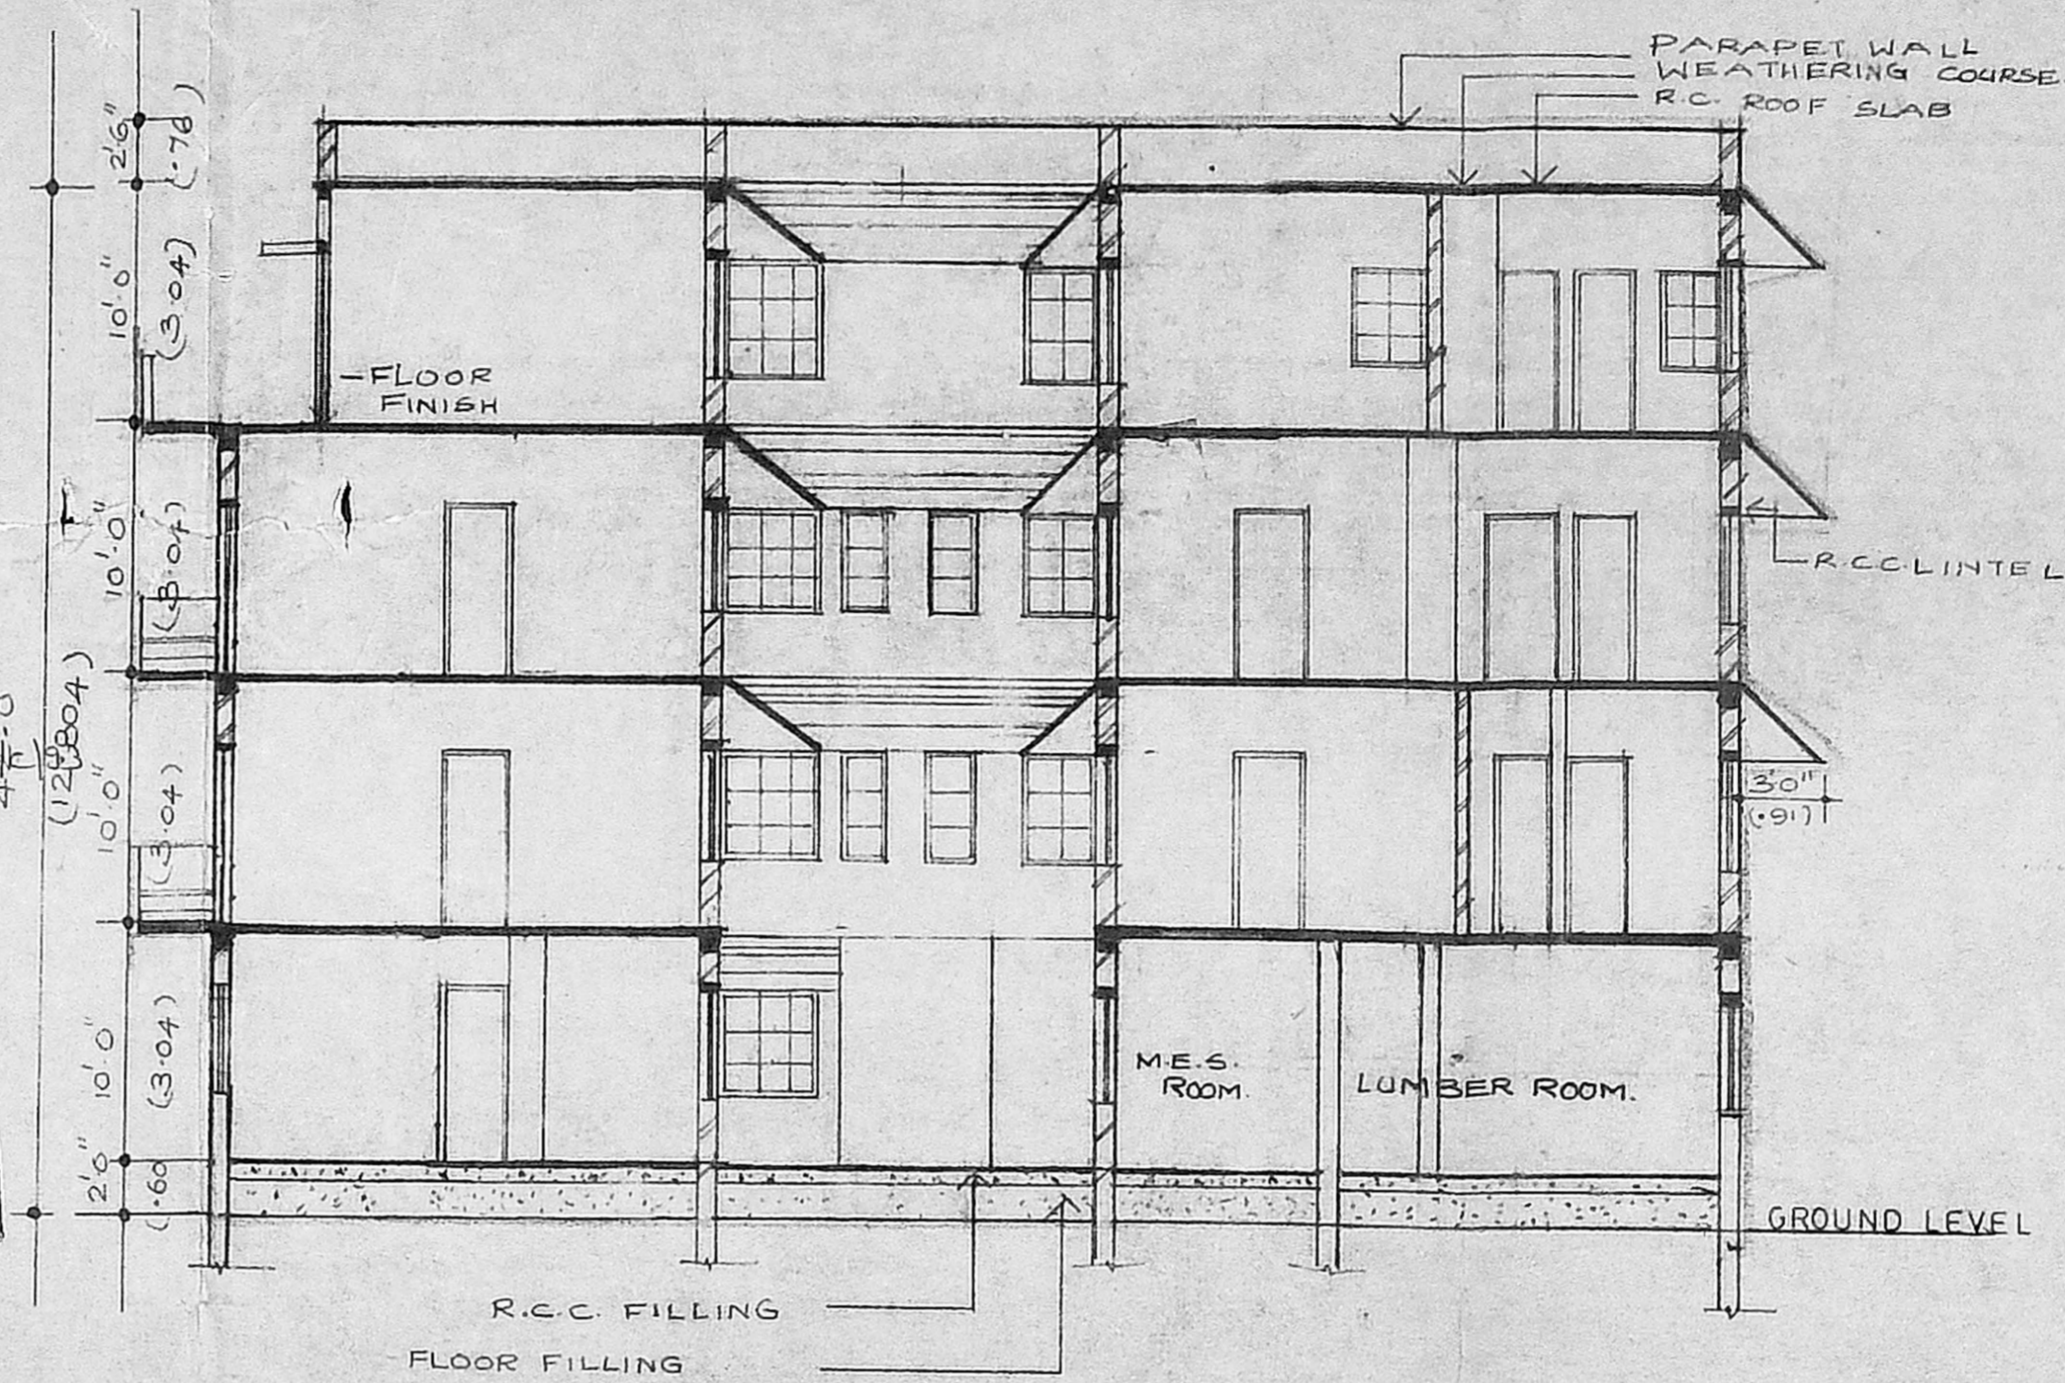 PARAPET WALL
WEATHERING COURSE
R.C. ROOF SLAB
2'6"
(.76)
10'.0"
(3.04)
-FLOOR
FINISH
10'.0"
(3.04)
R.C.C.LINTEL
(12.804)
10'.0"
(3.04)
3'0"
(.91)
10'.0"
(3.04)
M.E.S.
ROOM.
LUMBER ROOM.
2'.0"
(.60
GROUND LEVEL
R.C.C. FILLING
FLOOR FILLING